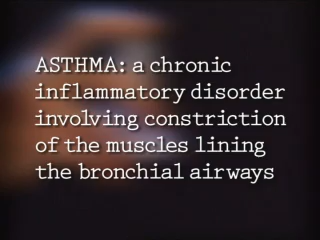 ASTHMA: a chronic
inflammatory disorder
involving constriction
of the muscles lining
the bronchial airways